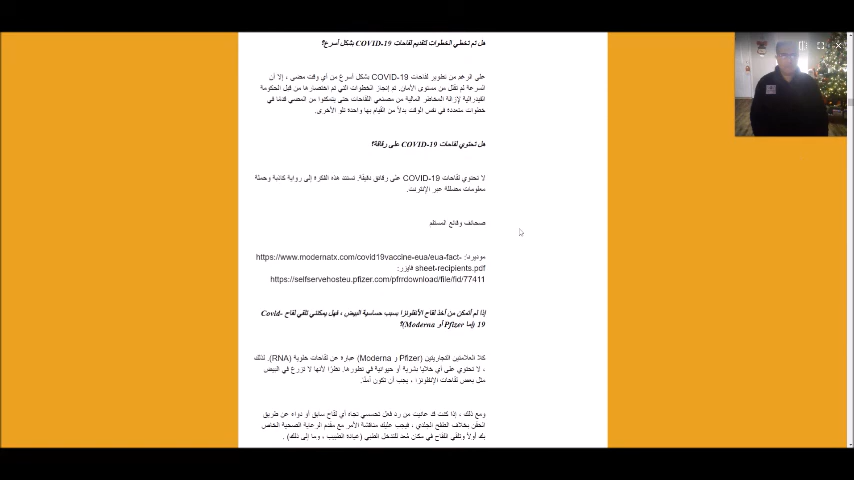 هل تم تخطي الخطوات لتقديم لقاحات COVID-19 بشكل أسرع؟
على الرغم من تطوير لقاحات COVID-19 بشكل أسرع من أي وقت مضى ، إلا أن
السرعة لم تقلل من مستوى الأمان. تم إنجاز الخطوات التي تم اختصارها من قبل الحكومة
الفيدرالية لإزالة المخاطر المالية من مصنعي اللقاحات حتى يتمكنوا من المضي قدمًا في
خطوات متعددة في نفس الوقت بدلاً من القيام بها واحدة تلو الأخرى.
هل تحتوي لقاحات COVID-19 على رقاقة؟
لا تحتوي لقاحات COVID-19 على رقائق دقيقة. تستند هذه الفكرة إلى رواية كاذبة وحملة
معلومات مضللة عبر الإنترنت.
صحائف وقائع المستلم
موديرنا: https://www.modernatx.com/covid19vaccine-eua/eua-fact-
sheet-recipients.pdf فايزر:
https://selfservehosteu.pfizer.com/pfrrdownload/file/fid/77411
إذا لم أتمكن من أخذ لقاح الأنفلونزا بسبب حساسية البيض ، فهل يمكنني تلقي لقاح Covid-
19 (إما Pfizer أو Moderna)؟
كلا العلامتين التجاريتين (Pfizer و Moderna) عبارة عن لقاحات خلوية (RNA). لذلك
، لا تحتوي على أي خلايا بشرية أو حيوانية في تطورها. نظرًا لأنها لا تزرع في البيض
مثل بعض لقاحات الإنفلونزا ، يجب أن تكون آمنًا.
ومع ذلك ، إذا كنت قد عانيت من رد فعل تحسسي تجاه أي لقاح سابق أو دواء عن طريق
الحقن بخلاف الطفح الجلدي ، فيجب عليك مناقشة الأمر مع مقدم الرعاية الصحية الخاص
بك أولاً وتلقي اللقاح في مكان مُعد للتدخل الطبي (عيادة الطبيب ، وما إلى ذلك) .